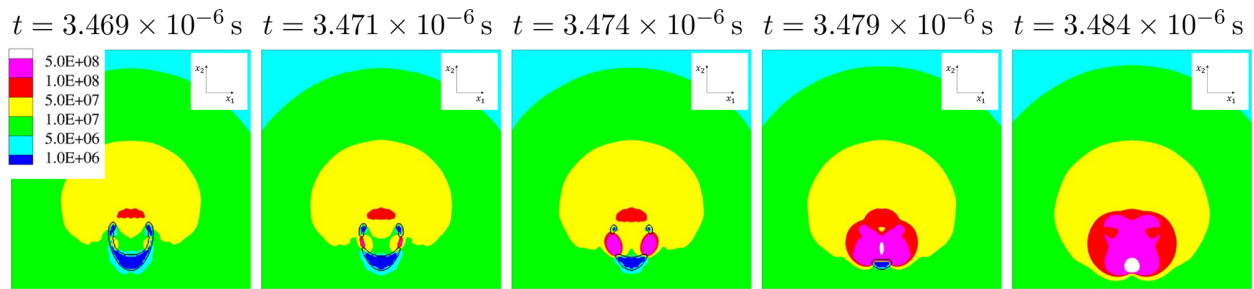 t = 3.469 × 10⁻⁶ s t = 3.471 × 10⁻⁶ s t = 3.474 × 10⁻⁶ s t = 3.479 × 10⁻⁶ s t = 3.484 × 10⁻⁶ s
5.0E+08
1.0E+08
5.0E+07
1.0E+07
5.0E+06
1.0E+06
x₂
x₁
x₂
x₁
x₂
x₁
x₂
x₁
x₂
x₁